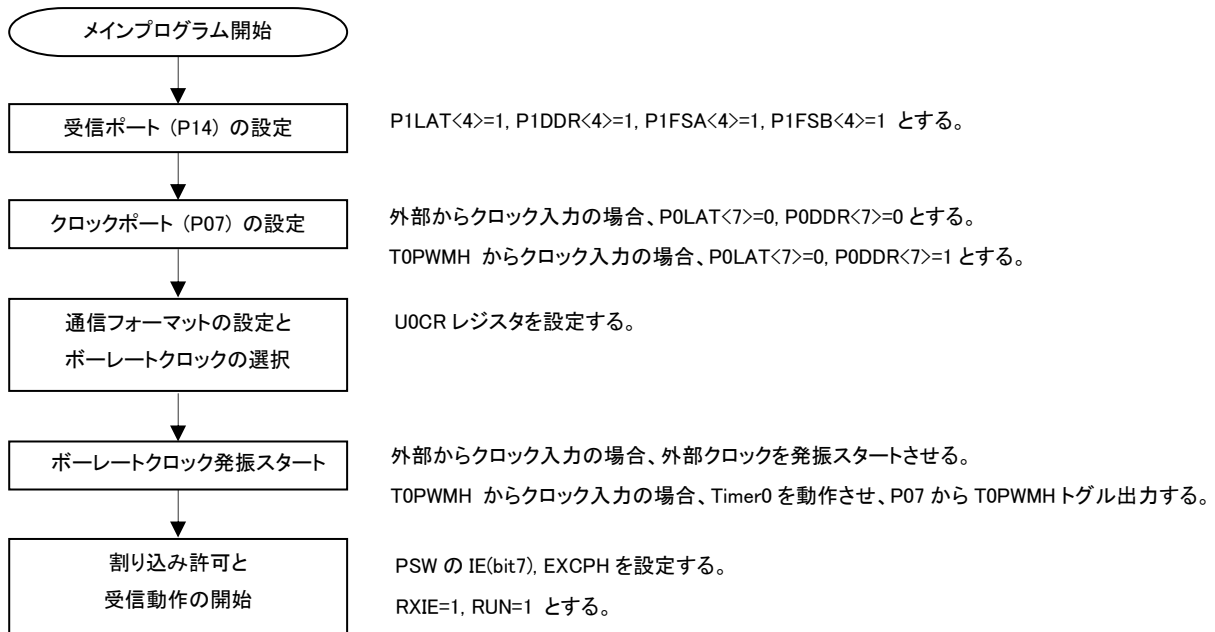 メインプログラム開始
受信ポート (P14) の設定
P1LAT<4>=1, P1DDR<4>=1, P1FSA<4>=1, P1FSB<4>=1 とする。
クロックポート (P07) の設定
外部からクロック入力の場合、P0LAT<7>=0, P0DDR<7>=0 とする。
T0PWMH からクロック入力の場合、P0LAT<7>=0, P0DDR<7>=1 とする。
通信フォーマットの設定と
ボーレートクロックの選択
U0CR レジスタを設定する。
ボーレートクロック発振スタート
外部からクロック入力の場合、外部クロックを発振スタートさせる。
T0PWMH からクロック入力の場合、Timer0 を動作させ、P07 から T0PWMH トグル出力する。
割り込み許可と
受信動作の開始
PSW の IE(bit7), EXCPH を設定する。
RXIE=1, RUN=1 とする。